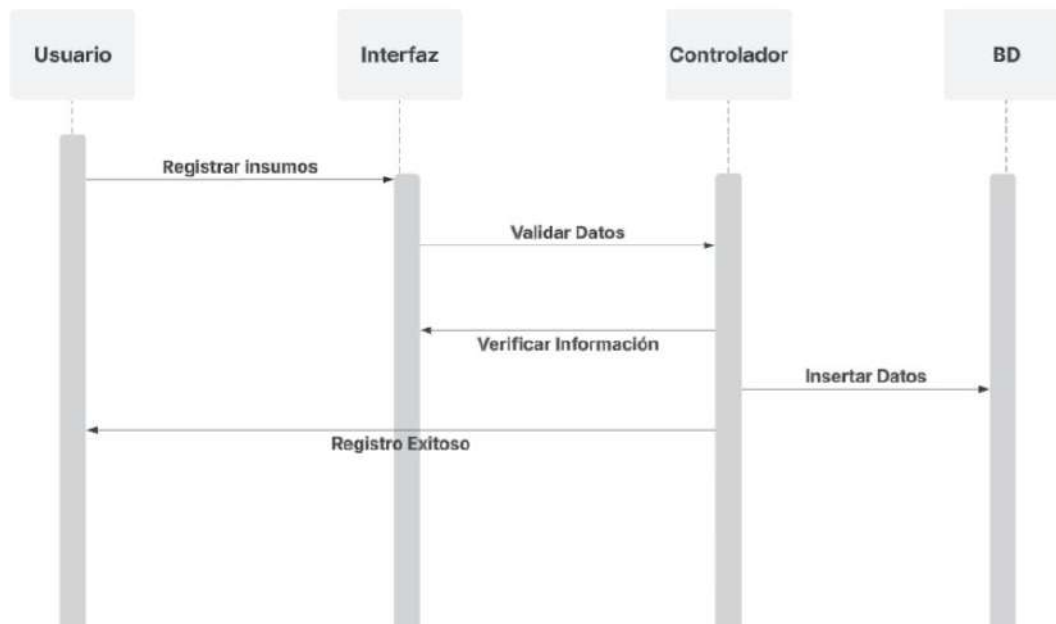 Usuario
Interfaz
Controlador
BD
Registrar insumos
Validar Datos
Verificar Información
Insertar Datos
Registro Exitoso